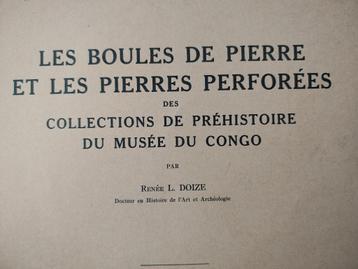 LES BOULES DE PIERRE
ET LES PIERRES PERFORÉES
DES
COLLECTIONS DE PRÉHISTOIRE
DU MUSÉE DU CONGO
PAR
RENÉE L. DOIZE
Docteur en Histoire de l'Art et Archéologie